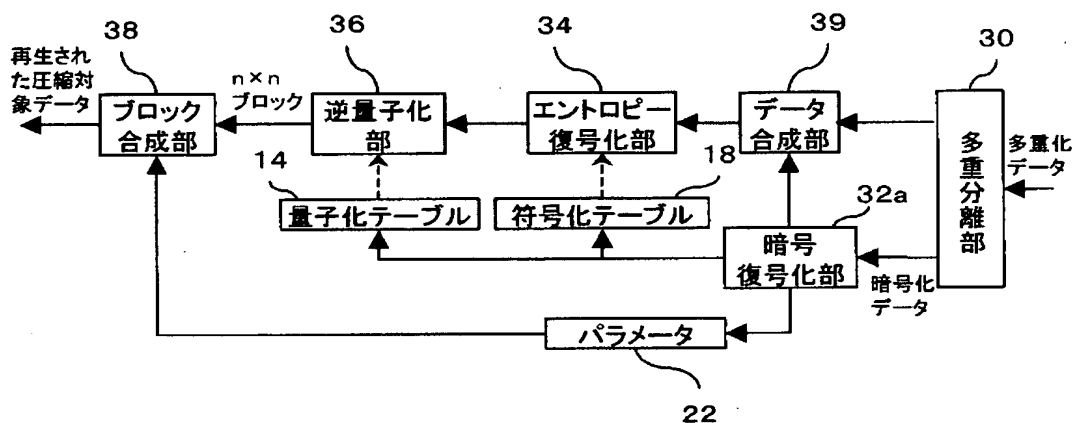 38
36
34
39
30
再生され
た圧縮対
象データ
n×n
ブロック
ブロック
合成部
逆量子化
部
エントロピー
復号化部
データ
合成部
多重分離部
多重化
データ
14
量子化テーブル
18
符号化テーブル
32a
暗号
復号化部
暗号化
データ
パラメータ
22